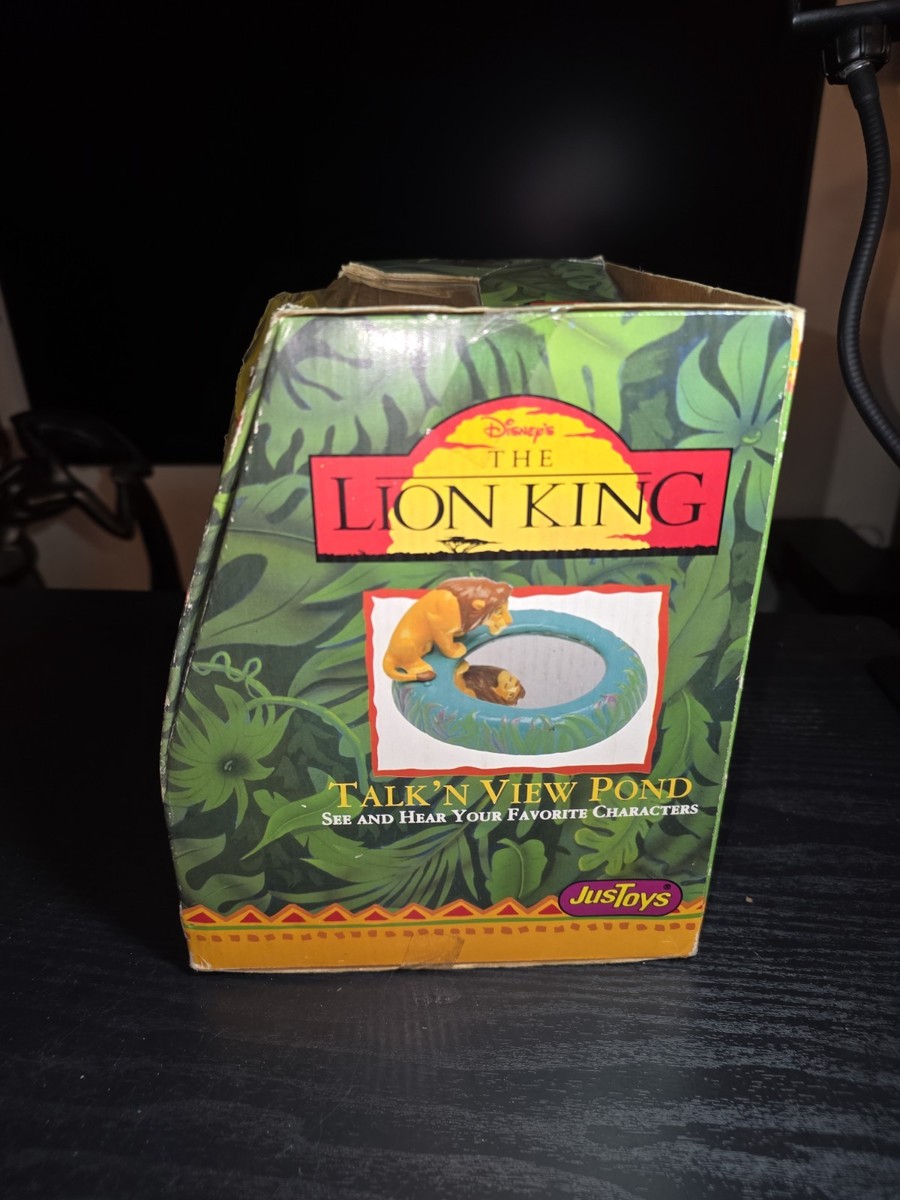 Disney's
THE
LION KING
TALK'N VIEW POND
SEE AND HEAR YOUR FAVORITE CHARACTERS
JusToys®